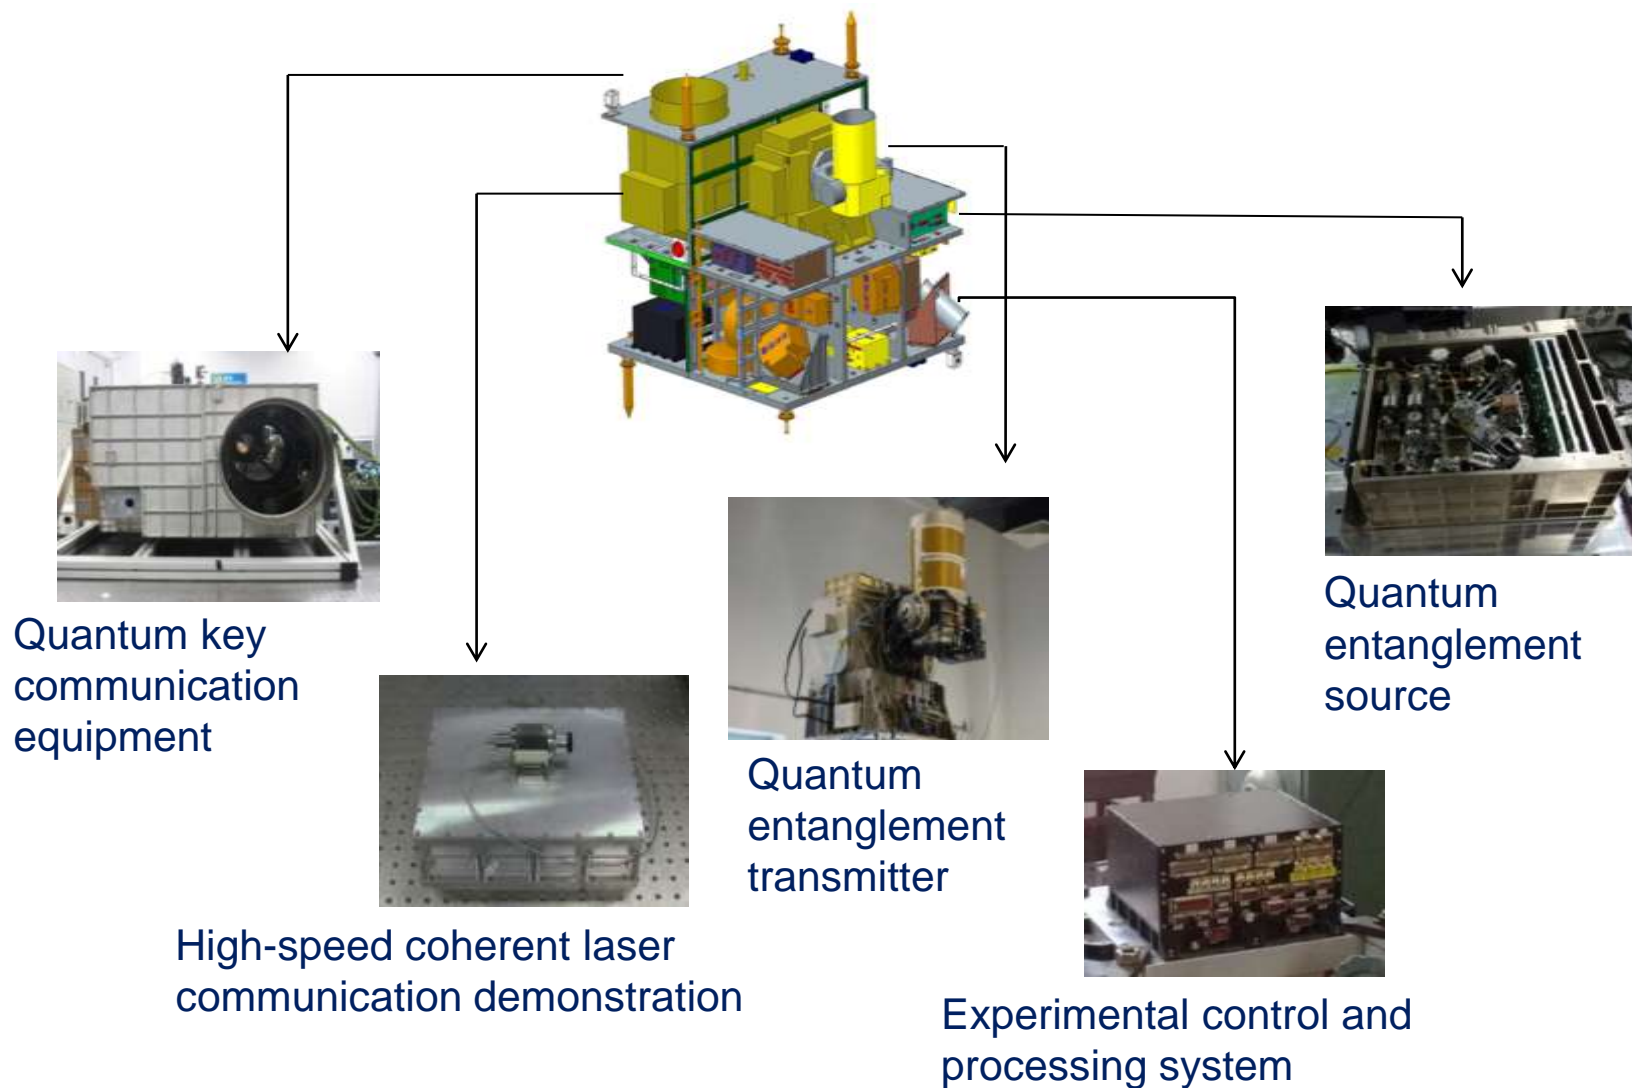 Quantum key
communication
equipment
High-speed coherent laser
communication demonstration
Quantum
entanglement
transmitter
Experimental control and
processing system
Quantum
entanglement
source